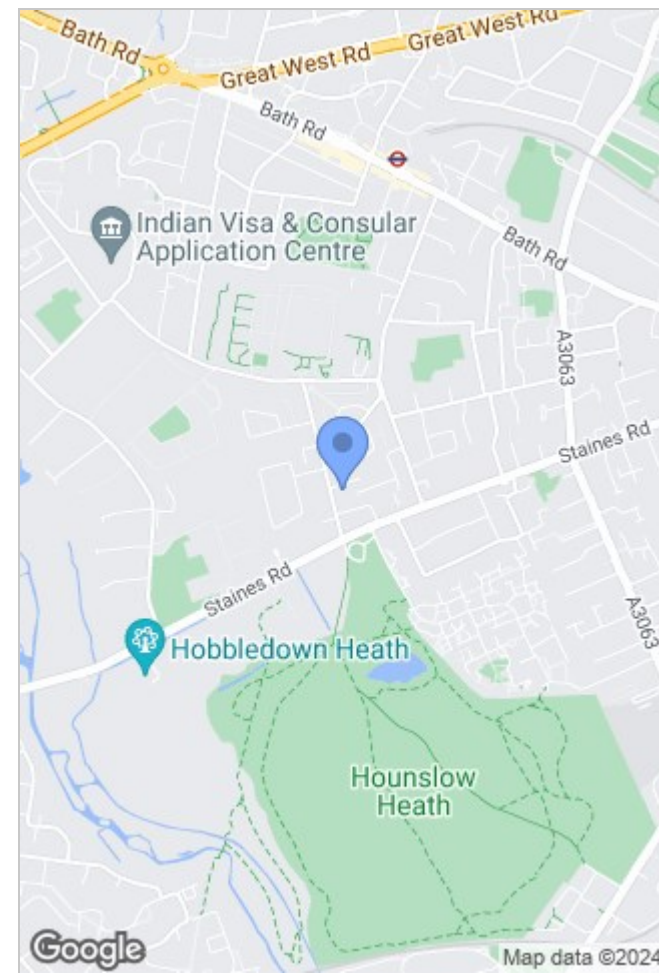 Bath Rd
Great West Rd
Great West Rd
Bath Rd
Indian Visa & Consular
Application Centre
Bath Rd
A3063
Staines Rd
Staines Rd
A3063
Hobbledown Heath
Hounslow
Heath
Google
Map data ©2024